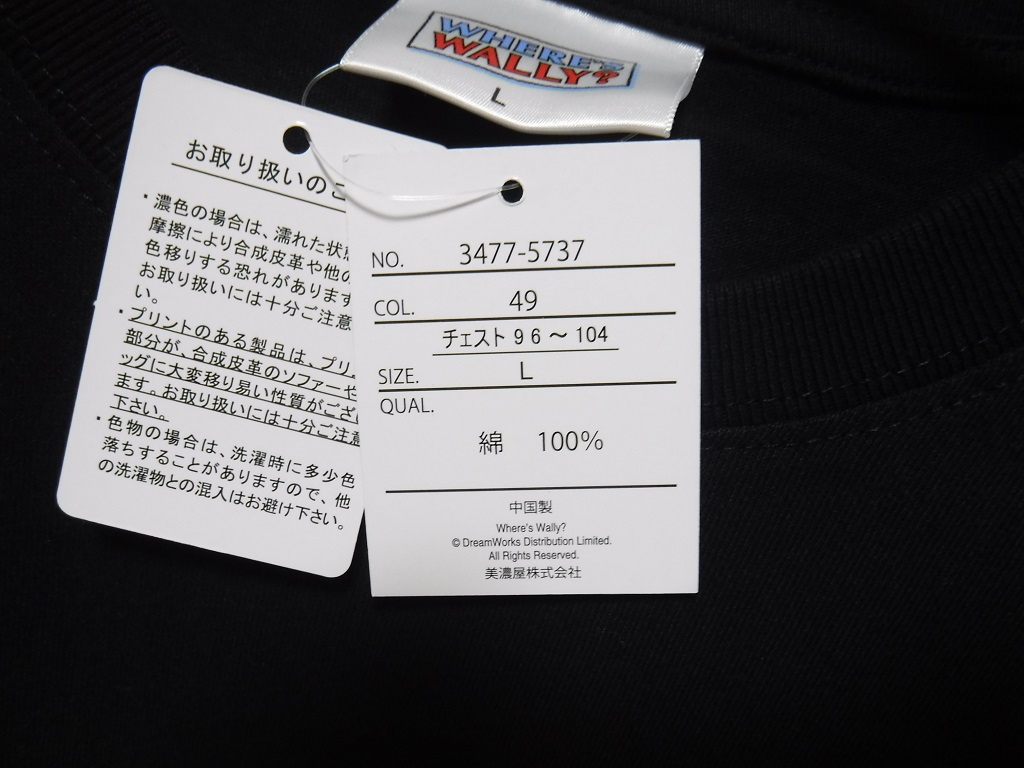 WHERE'S
WALLY?
L
お取り扱いのご
・濃色の場合は、濡れた状態
摩擦により合成皮革や他の
色移りする恐れがあります
お取り扱いには十分ご注意
い。
・プリントのある製品は、プリ
部分が、合成皮革のソファーや
ッグに大変移り易い性質がござい
ます。お取り扱いには十分ご注意
下さい。
・色物の場合は、洗濯時に多少色
落ちすることがありますので、他
の洗濯物との混入はお避け下さい。
NO. 3477-5737
COL. 49
チェスト 96～104
SIZE. L
QUAL.
綿 100%
中国製
Where's Wally?
© DreamWorks Distribution Limited.
All Rights Reserved.
美濃屋株式会社